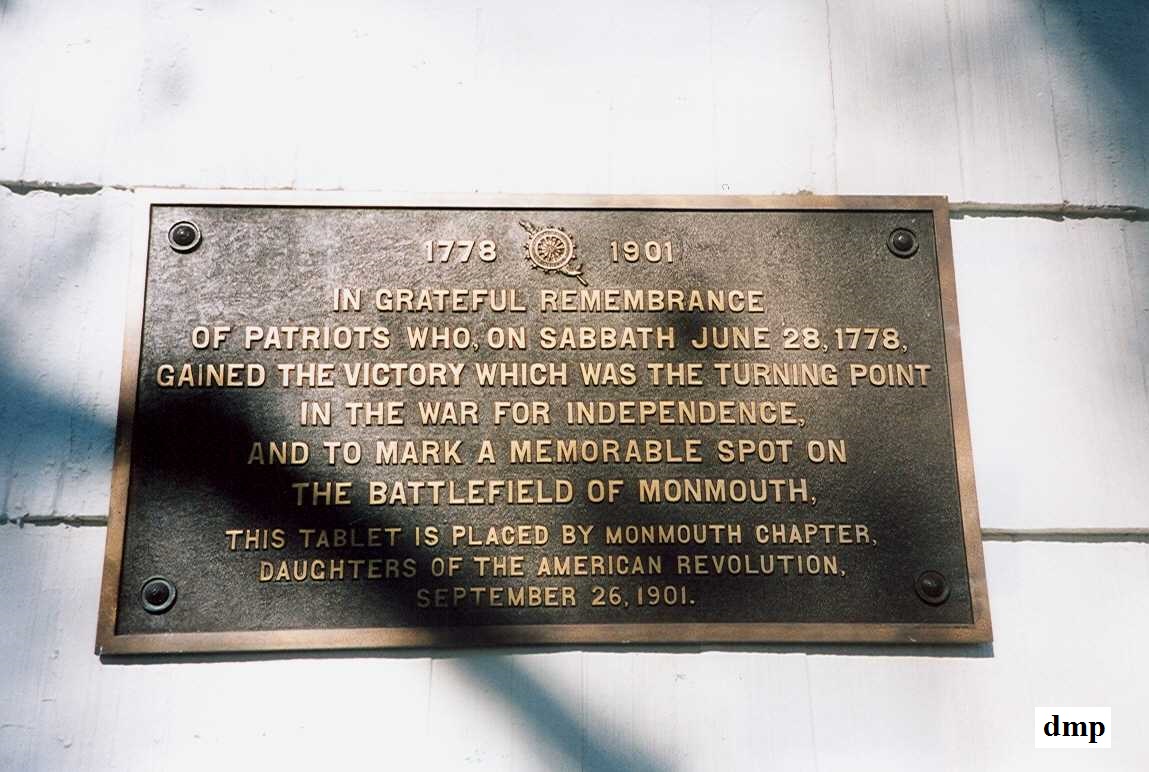 1778 1901
IN GRATEFUL REMEMBRANCE
OF PATRIOTS WHO, ON SABBATH JUNE 28, 1778,
GAINED THE VICTORY WHICH WAS THE TURNING POINT
IN THE WAR FOR INDEPENDENCE,
AND TO MARK A MEMORABLE SPOT ON
THE BATTLEFIELD OF MONMOUTH,
THIS TABLET IS PLACED BY MONMOUTH CHAPTER,
DAUGHTERS OF THE AMERICAN REVOLUTION,
SEPTEMBER 26, 1901.
dmp